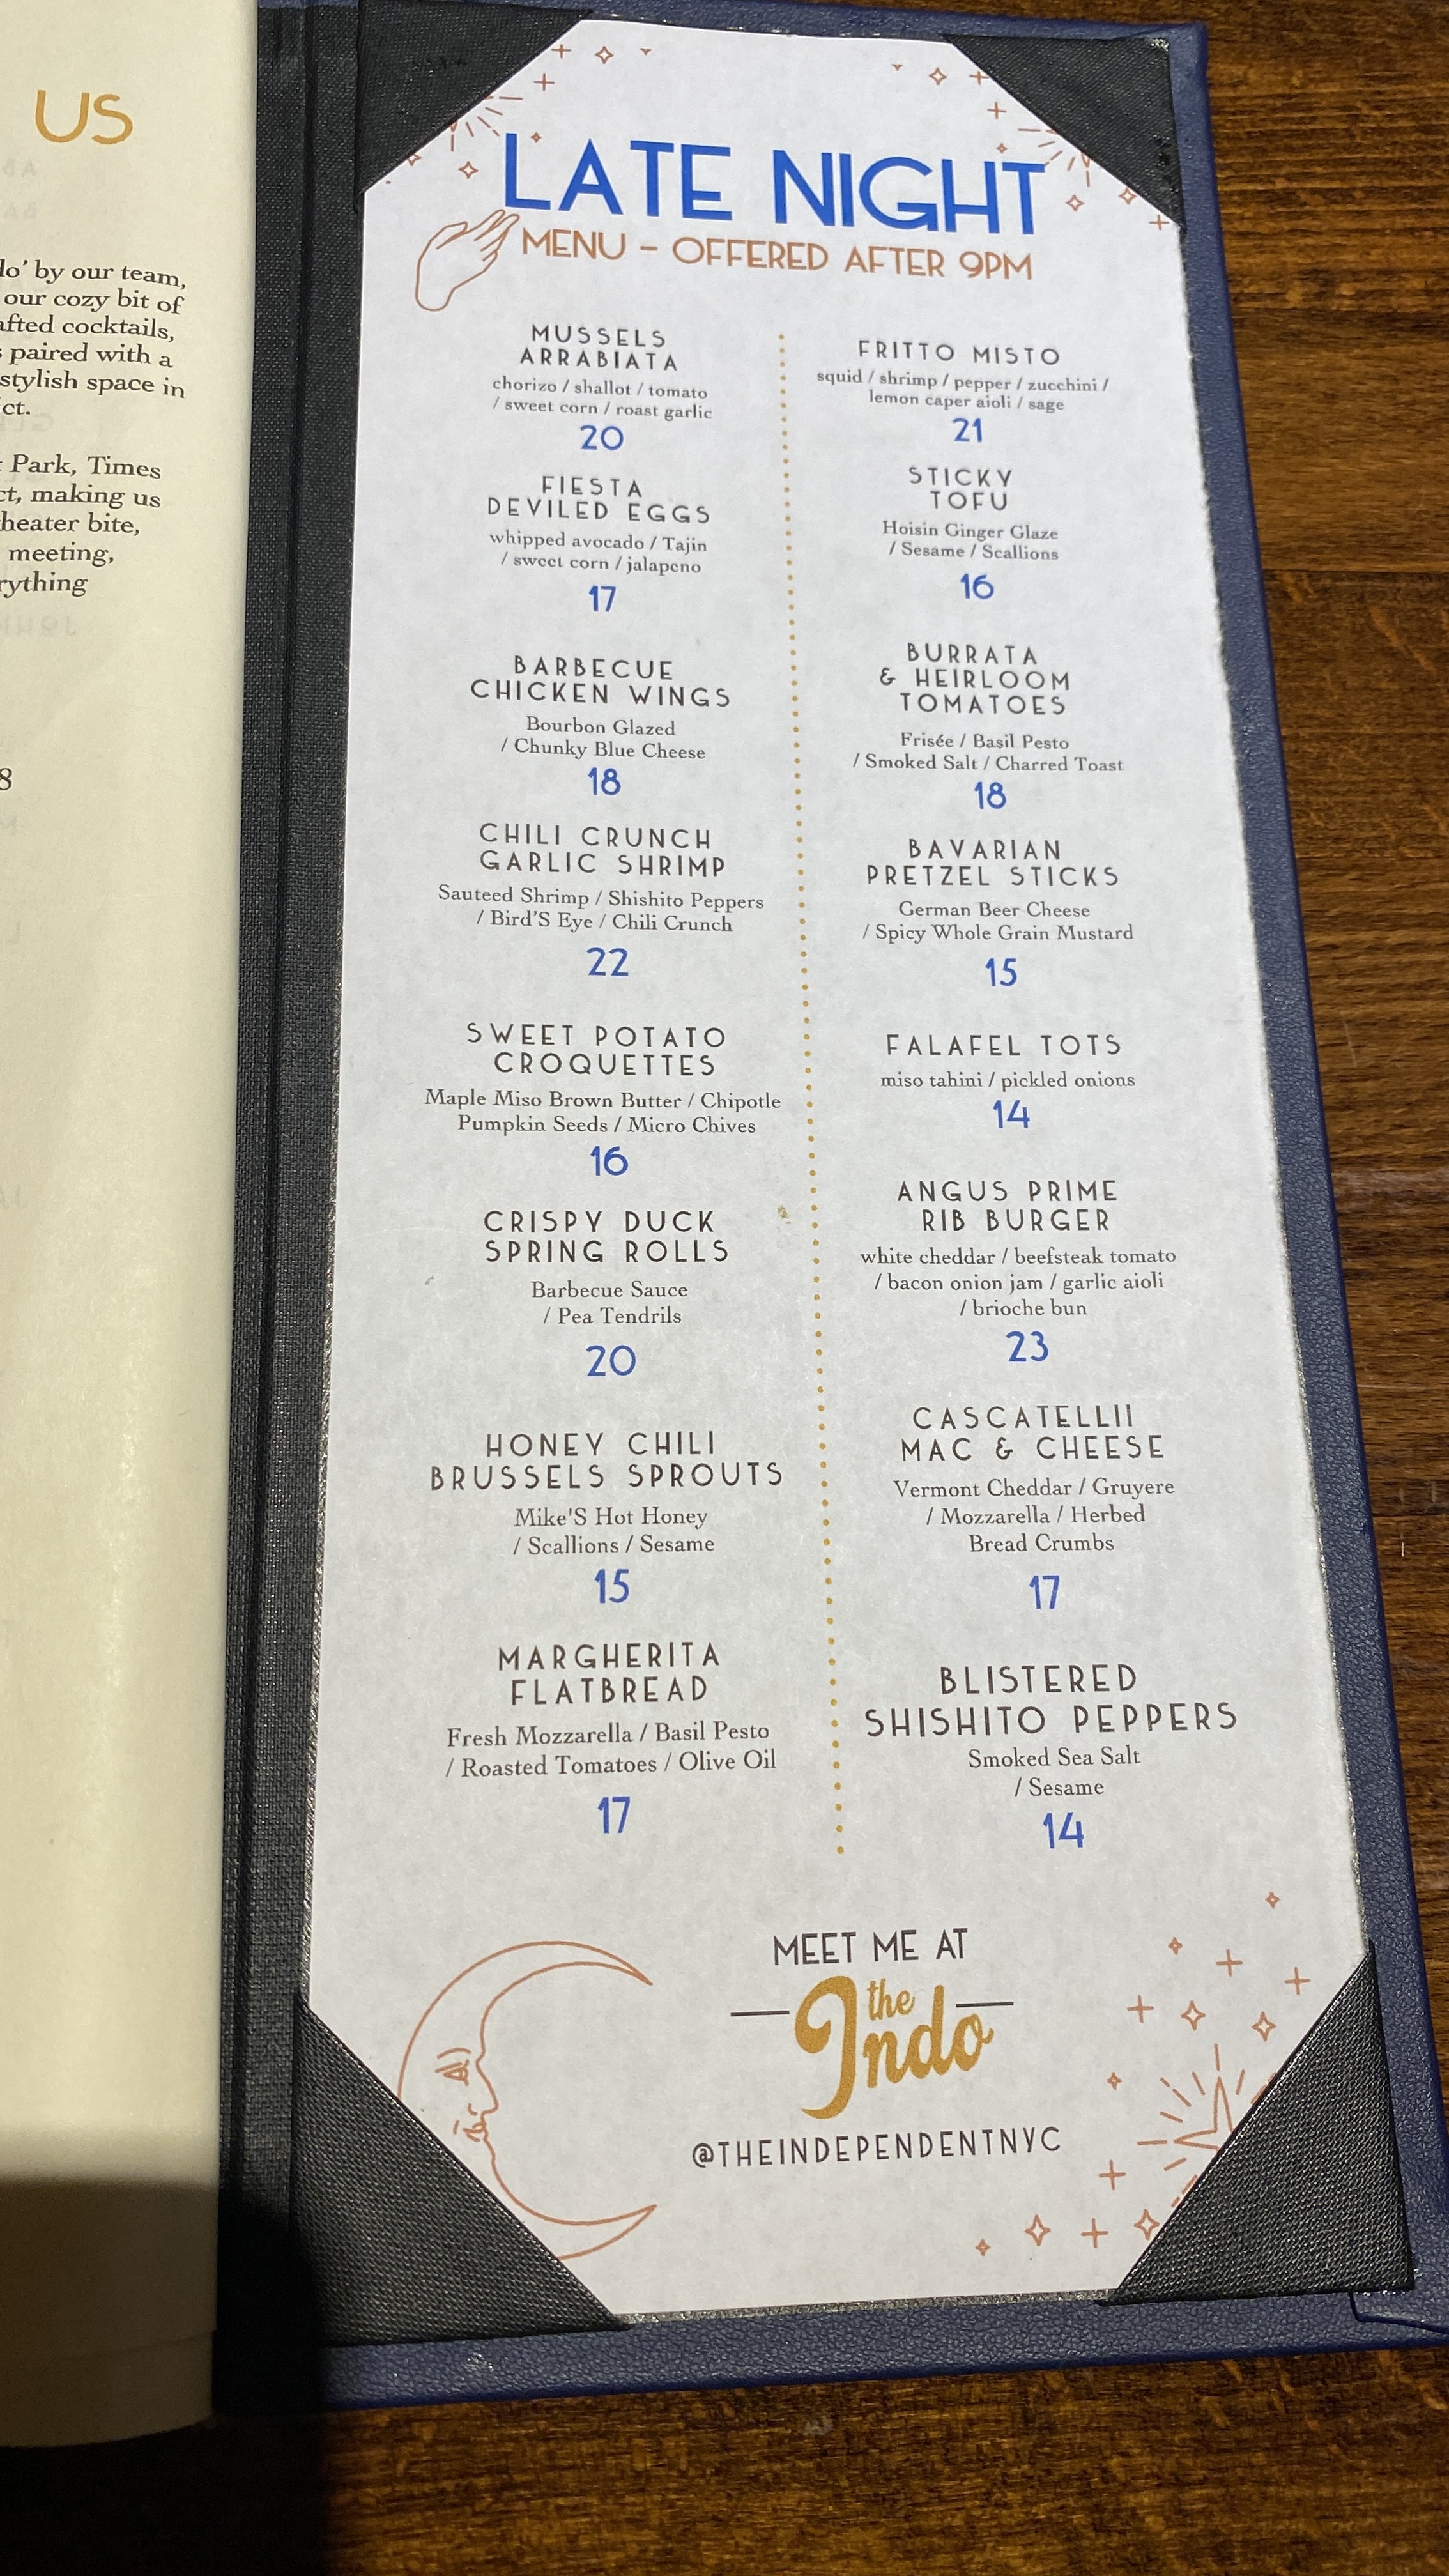 US
lo' by our team,
our cozy bit of
afted cocktails,
paired with a
stylish space in
ct.
Park, Times
ct, making us
heater bite,
meeting,
rything
8
LATE NIGHT
MENU - OFFERED AFTER 9PM
MUSSELS
ARRABIATA
chorizo / shallot / tomato
/ sweet corn / roast garlic
20
FIESTA
DEVILED EGGS
whipped avocado / Tajin
/ sweet corn / jalapeno
17
BARBECUE
CHICKEN WINGS
Bourbon Glazed
/ Chunky Blue Cheese
18
CHILI CRUNCH
GARLIC SHRIMP
Sauteed Shrimp / Shishito Peppers
/ Bird'S Eye / Chili Crunch
22
SWEET POTATO
CROQUETTES
Maple Miso Brown Butter / Chipotle
Pumpkin Seeds / Micro Chives
16
CRISPY DUCK
SPRING ROLLS
Barbecue Sauce
/ Pea Tendrils
20
HONEY CHILI
BRUSSELS SPROUTS
Mike'S Hot Honey
/ Scallions / Sesame
15
MARGHERITA
FLATBREAD
Fresh Mozzarella / Basil Pesto
/ Roasted Tomatoes / Olive Oil
17
FRITTO MISTO
squid / shrimp / pepper / zucchini /
lemon caper aioli / sage
21
STICKY
TOFU
Hoisin Ginger Glaze
/ Sesame / Scallions
16
BURRATA
& HEIRLOOM
TOMATOES
Frisée / Basil Pesto
/ Smoked Salt / Charred Toast
18
BAVARIAN
PRETZEL STICKS
German Beer Cheese
/ Spicy Whole Grain Mustard
15
FALAFEL TOTS
miso tahini / pickled onions
14
ANGUS PRIME
RIB BURGER
white cheddar / beefsteak tomato
/ bacon onion jam / garlic aioli
/ brioche bun
23
CASCATELLII
MAC & CHEESE
Vermont Cheddar / Gruyere
/ Mozzarella / Herbed
Bread Crumbs
17
BLISTERED
SHISHITO PEPPERS
Smoked Sea Salt
/ Sesame
14
MEET ME AT
the
Indo
@THEINDEPENDENTNYC